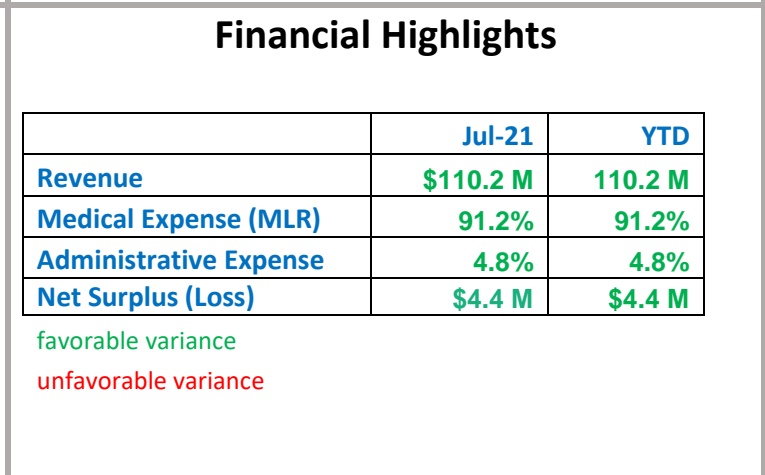 Financial Highlights
Jul-21 YTD
Revenue $110.2 M 110.2 M
Medical Expense (MLR) 91.2% 91.2%
Administrative Expense 4.8% 4.8%
Net Surplus (Loss) $4.4 M $4.4 M
favorable variance
unfavorable variance